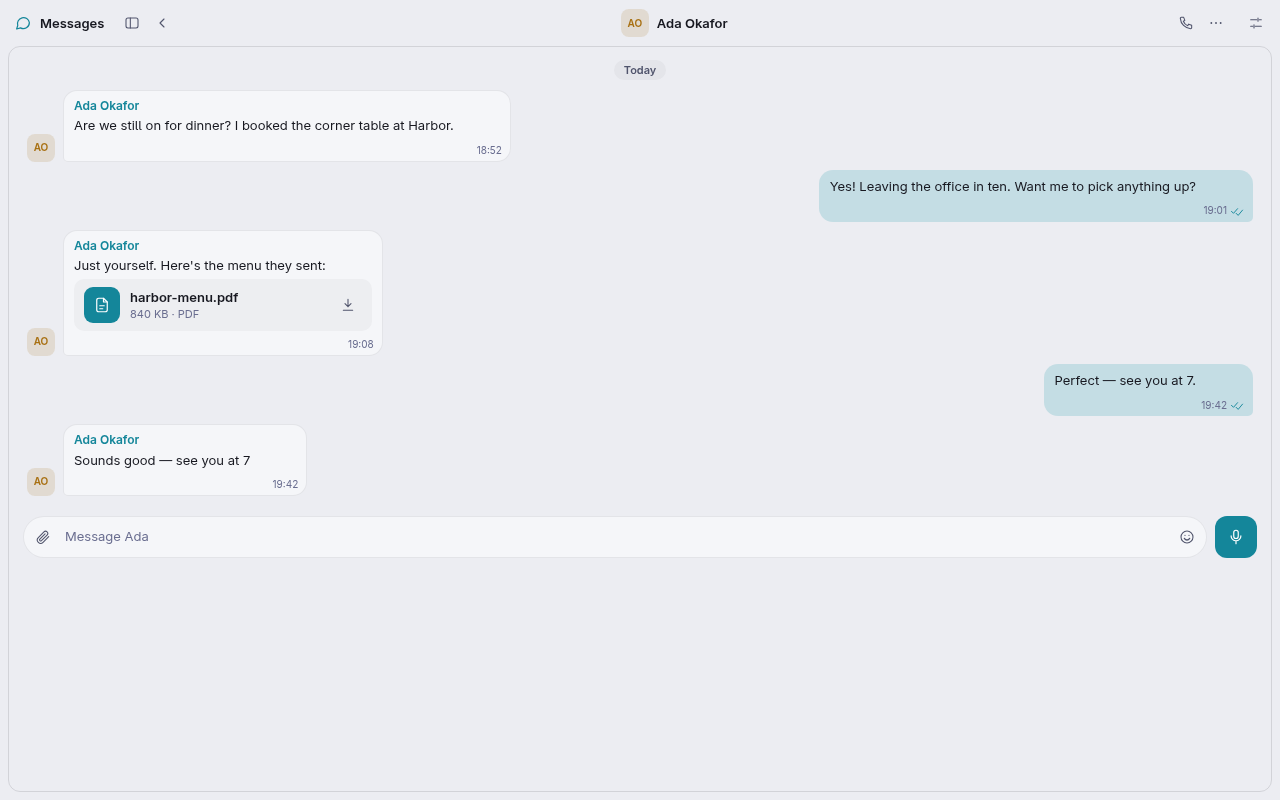 Messages
AO Ada Okafor
Today
Ada Okafor
Are we still on for dinner? I booked the corner table at Harbor.
AO
18:52
Yes! Leaving the office in ten. Want me to pick anything up?
19:01
Ada Okafor
Just yourself. Here's the menu they sent:
harbor-menu.pdf
840 KB · PDF
AO
19:08
Perfect — see you at 7.
19:42
Ada Okafor
Sounds good — see you at 7
AO
19:42
Message Ada